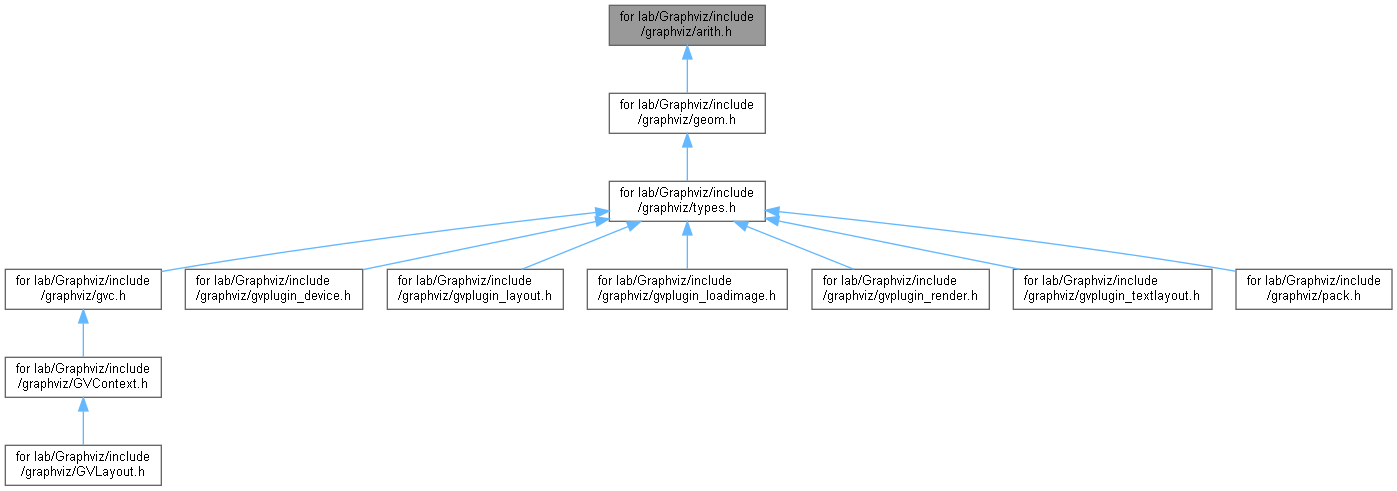 for lab/Graphviz/include
/graphviz/arith.h
for lab/Graphviz/include
/graphviz/geom.h
for lab/Graphviz/include
/graphviz/types.h
for lab/Graphviz/include
/graphviz/gvc.h
for lab/Graphviz/include
/graphviz/gvplugin_device.h
for lab/Graphviz/include
/graphviz/gvplugin_layout.h
for lab/Graphviz/include
/graphviz/gvplugin_loadimage.h
for lab/Graphviz/include
/graphviz/gvplugin_render.h
for lab/Graphviz/include
/graphviz/gvplugin_textlayout.h
for lab/Graphviz/include
/graphviz/pack.h
for lab/Graphviz/include
/graphviz/GVContext.h
for lab/Graphviz/include
/graphviz/GVLayout.h